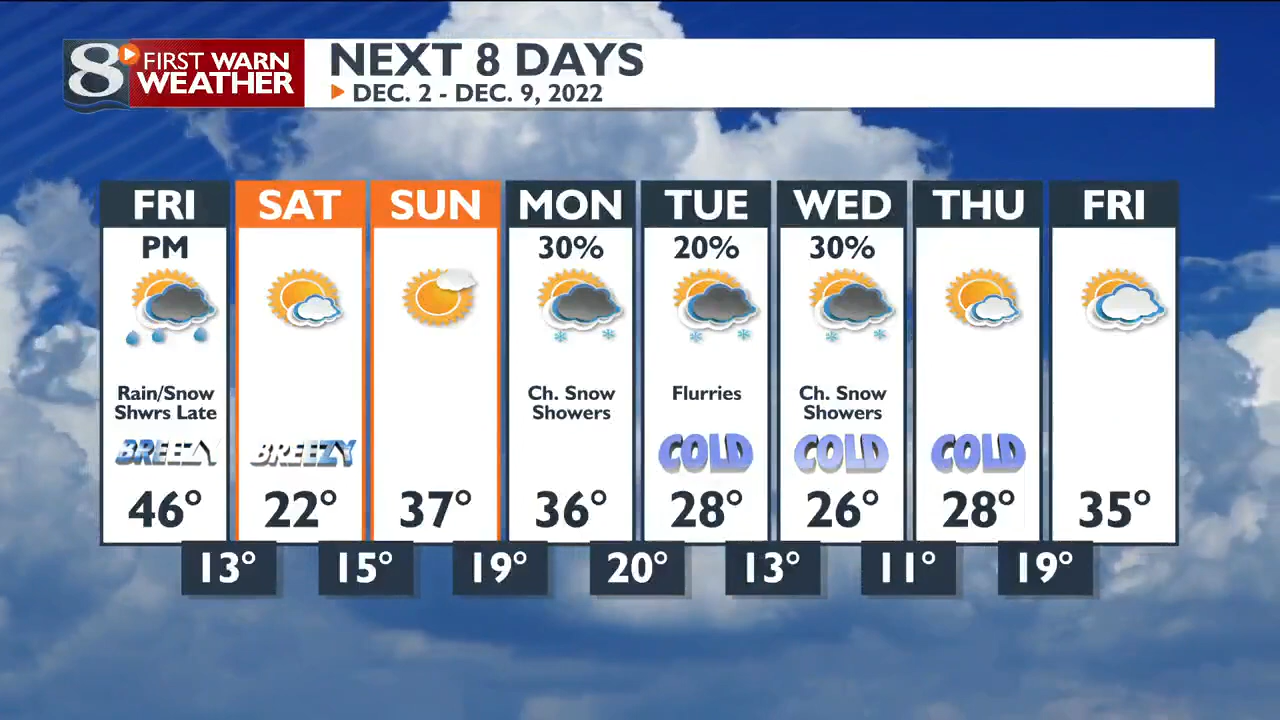 8 FIRST WARN
WEATHER
NEXT 8 DAYS
DEC. 2 - DEC. 9, 2022
FRI
PM
Rain/Snow
Shwrs Late
BREEZY
46°
SAT
BREEZY
22°
SUN
37°
MON
30%
Ch. Snow
Showers
36°
TUE
20%
Flurries
COLD
28°
WED
30%
Ch. Snow
Showers
COLD
26°
THU
COLD
28°
FRI
35°
13° 15° 19° 20° 13° 11° 19°